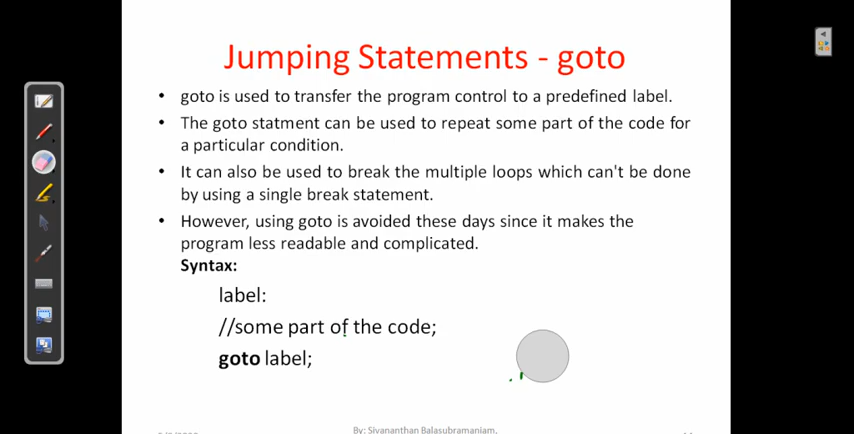 Jumping Statements - goto
• goto is used to transfer the program control to a predefined label.
• The goto statment can be used to repeat some part of the code for
a particular condition.
• It can also be used to break the multiple loops which can't be done
by using a single break statement.
• However, using goto is avoided these days since it makes the
program less readable and complicated.
Syntax:
label:
//some part of the code;
goto label;
By: Sivananthan Balasubramaniam,